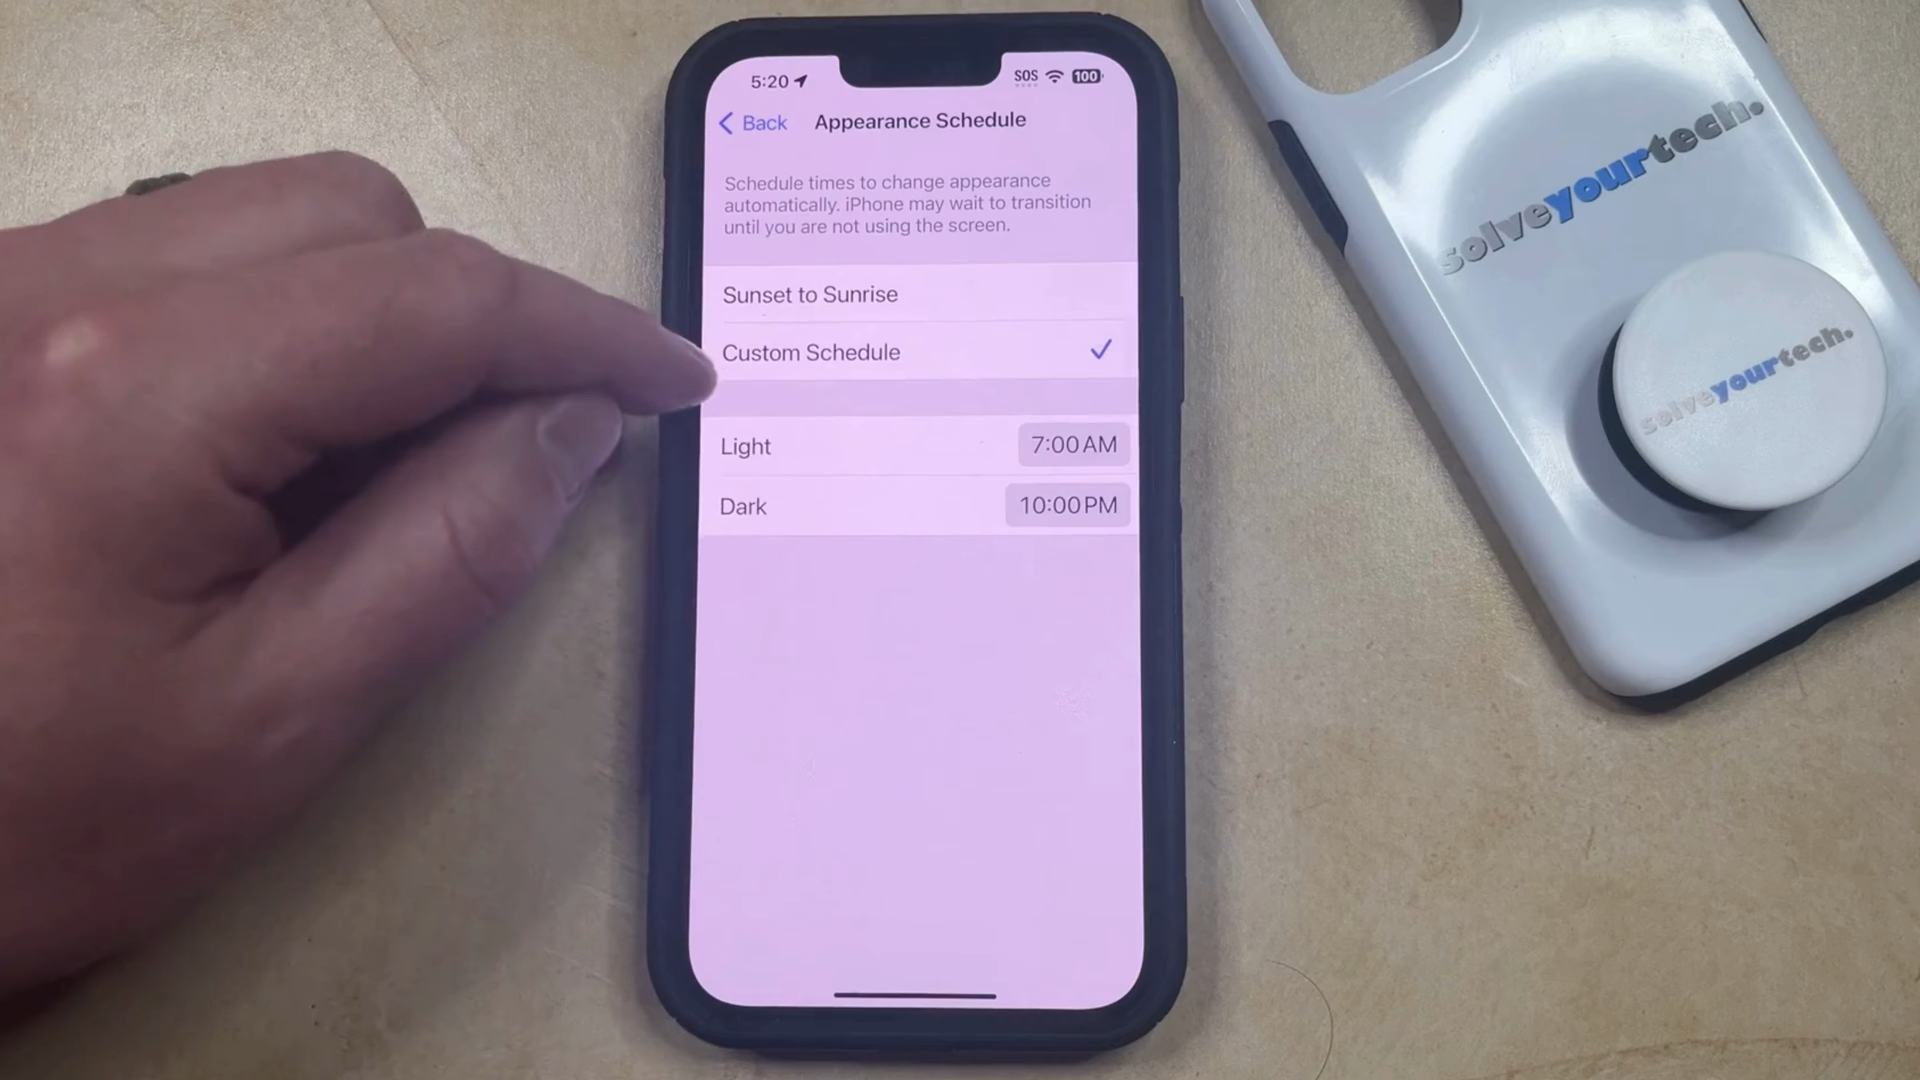 5:20
SOS
100
Back
Appearance Schedule
Schedule times to change appearance
automatically. iPhone may wait to transition
until you are not using the screen.
Sunset to Sunrise
Custom Schedule
Light
7:00 AM
Dark
10:00 PM
solveyourtech.
solveyourtech.